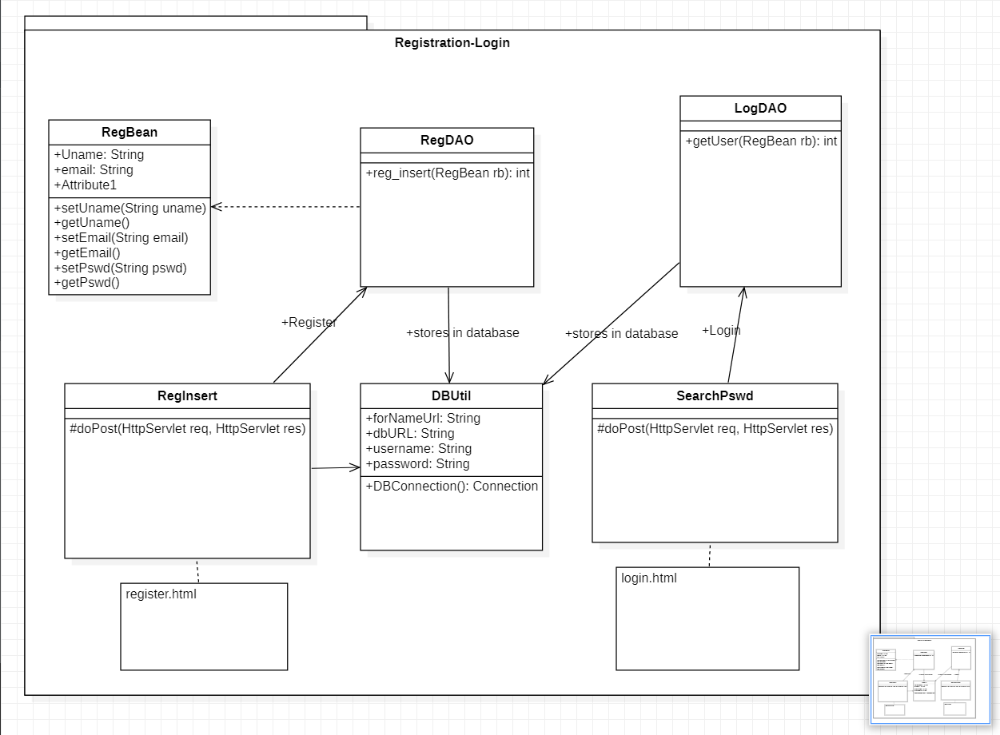 Registration-Login
RegBean
+Uname: String
+email: String
+Attribute1
+setUname(String uname)
+getUname()
+setEmail(String email)
+getEmail()
+setPswd(String pswd)
+getPswd()
RegDAO
+reg_insert(RegBean rb): int
LogDAO
+getUser(RegBean rb): int
+Register
+stores in database
+stores in database
+Login
RegInsert
#doPost(HttpServlet req, HttpServlet res)
DBUtil
+forNameUrl: String
+dbURL: String
+username: String
+password: String
+DBConnection(): Connection
SearchPswd
#doPost(HttpServlet req, HttpServlet res)
register.html
login.html